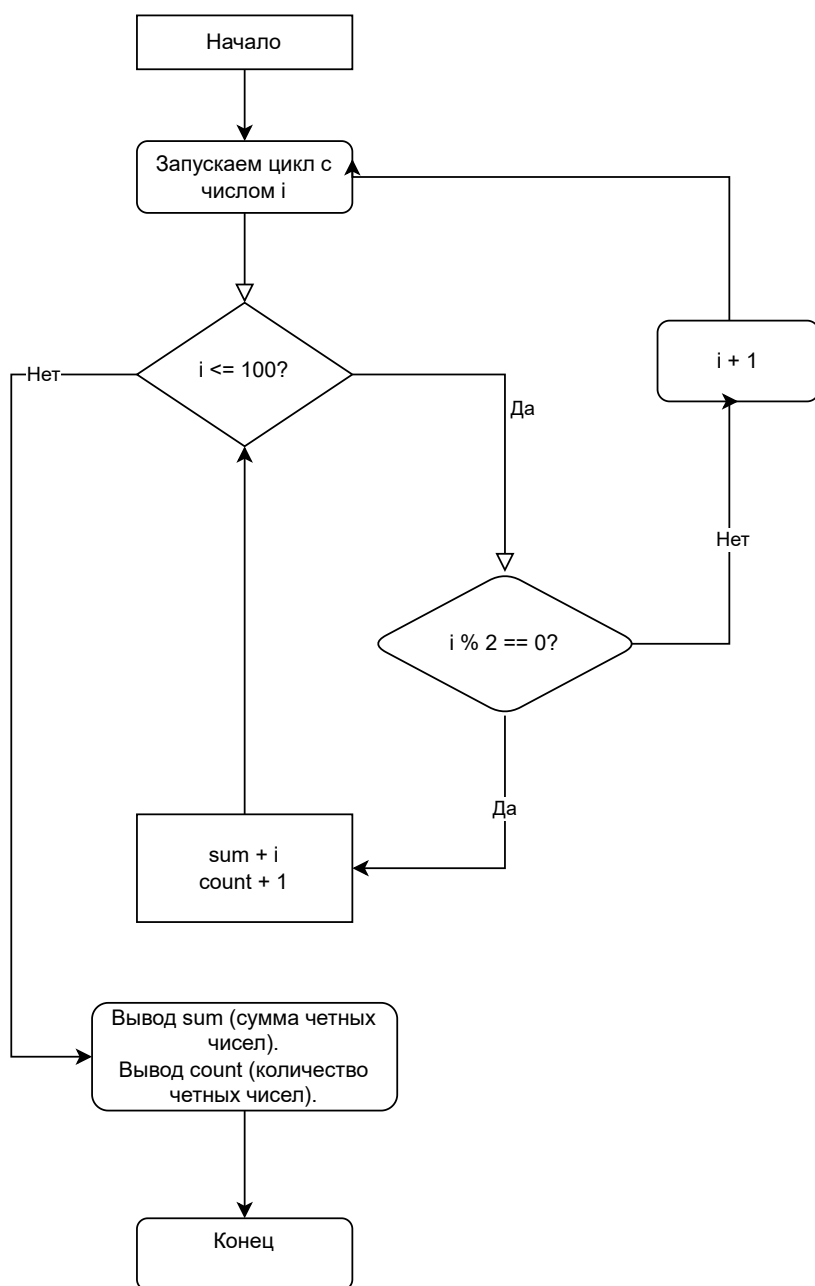 Начало
Запускаем цикл с
числом i
i <= 100?
Нет
Да
i + 1
Нет
i % 2 == 0?
Да
sum + i
count + 1
Вывод sum (сумма четных
чисел).
Вывод count (количество
четных чисел).
Конец